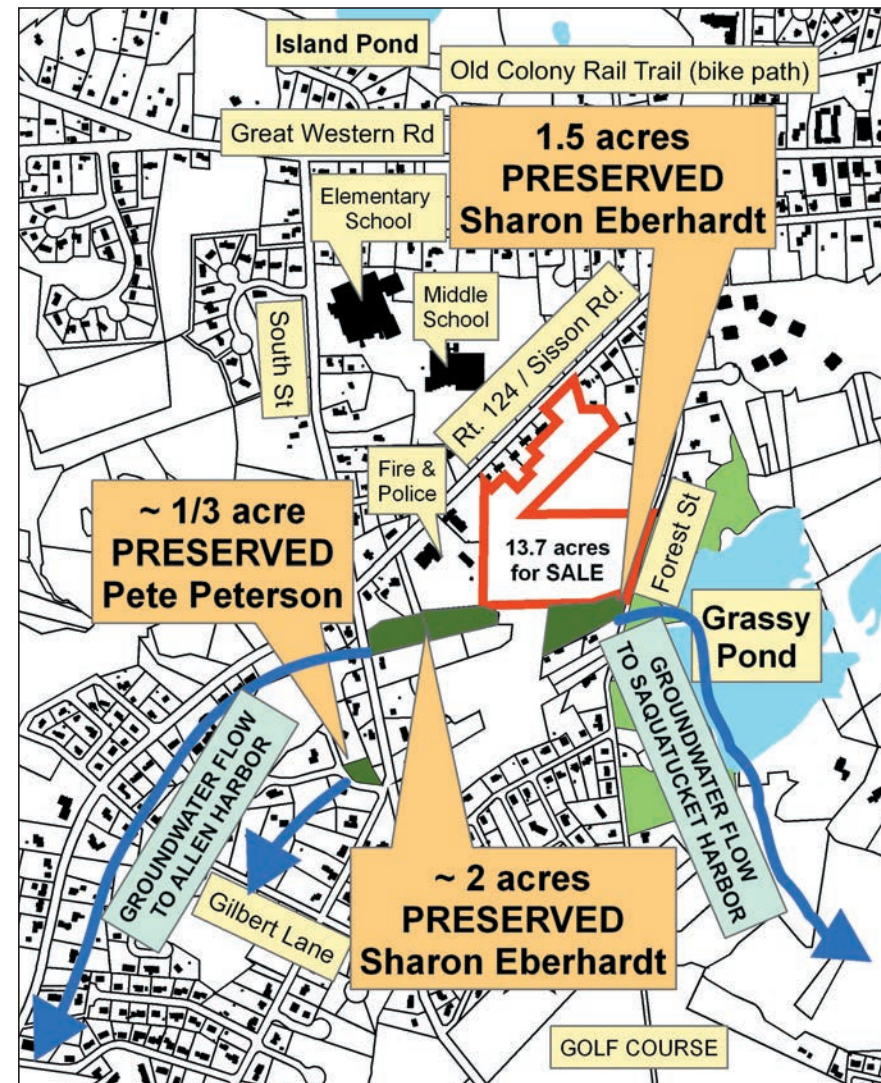 Island Pond
Old Colony Rail Trail (bike path)
Great Western Rd
1.5 acres
PRESERVED
Sharon Eberhardt
Elementary
School
Middle
School
South St
Rt. 124 / Sisson Rd.
Fire &
Police
~ 1/3 acre
PRESERVED
Pete Peterson
13.7 acres
for SALE
Forest St
Grassy
Pond
GROUNDWATER FLOW
TO ALLEN HARBOR
GROUNDWATER FLOW
TO SAQUATUCKET HARBOR
Gilbert Lane
~ 2 acres
PRESERVED
Sharon Eberhardt
GOLF COURSE